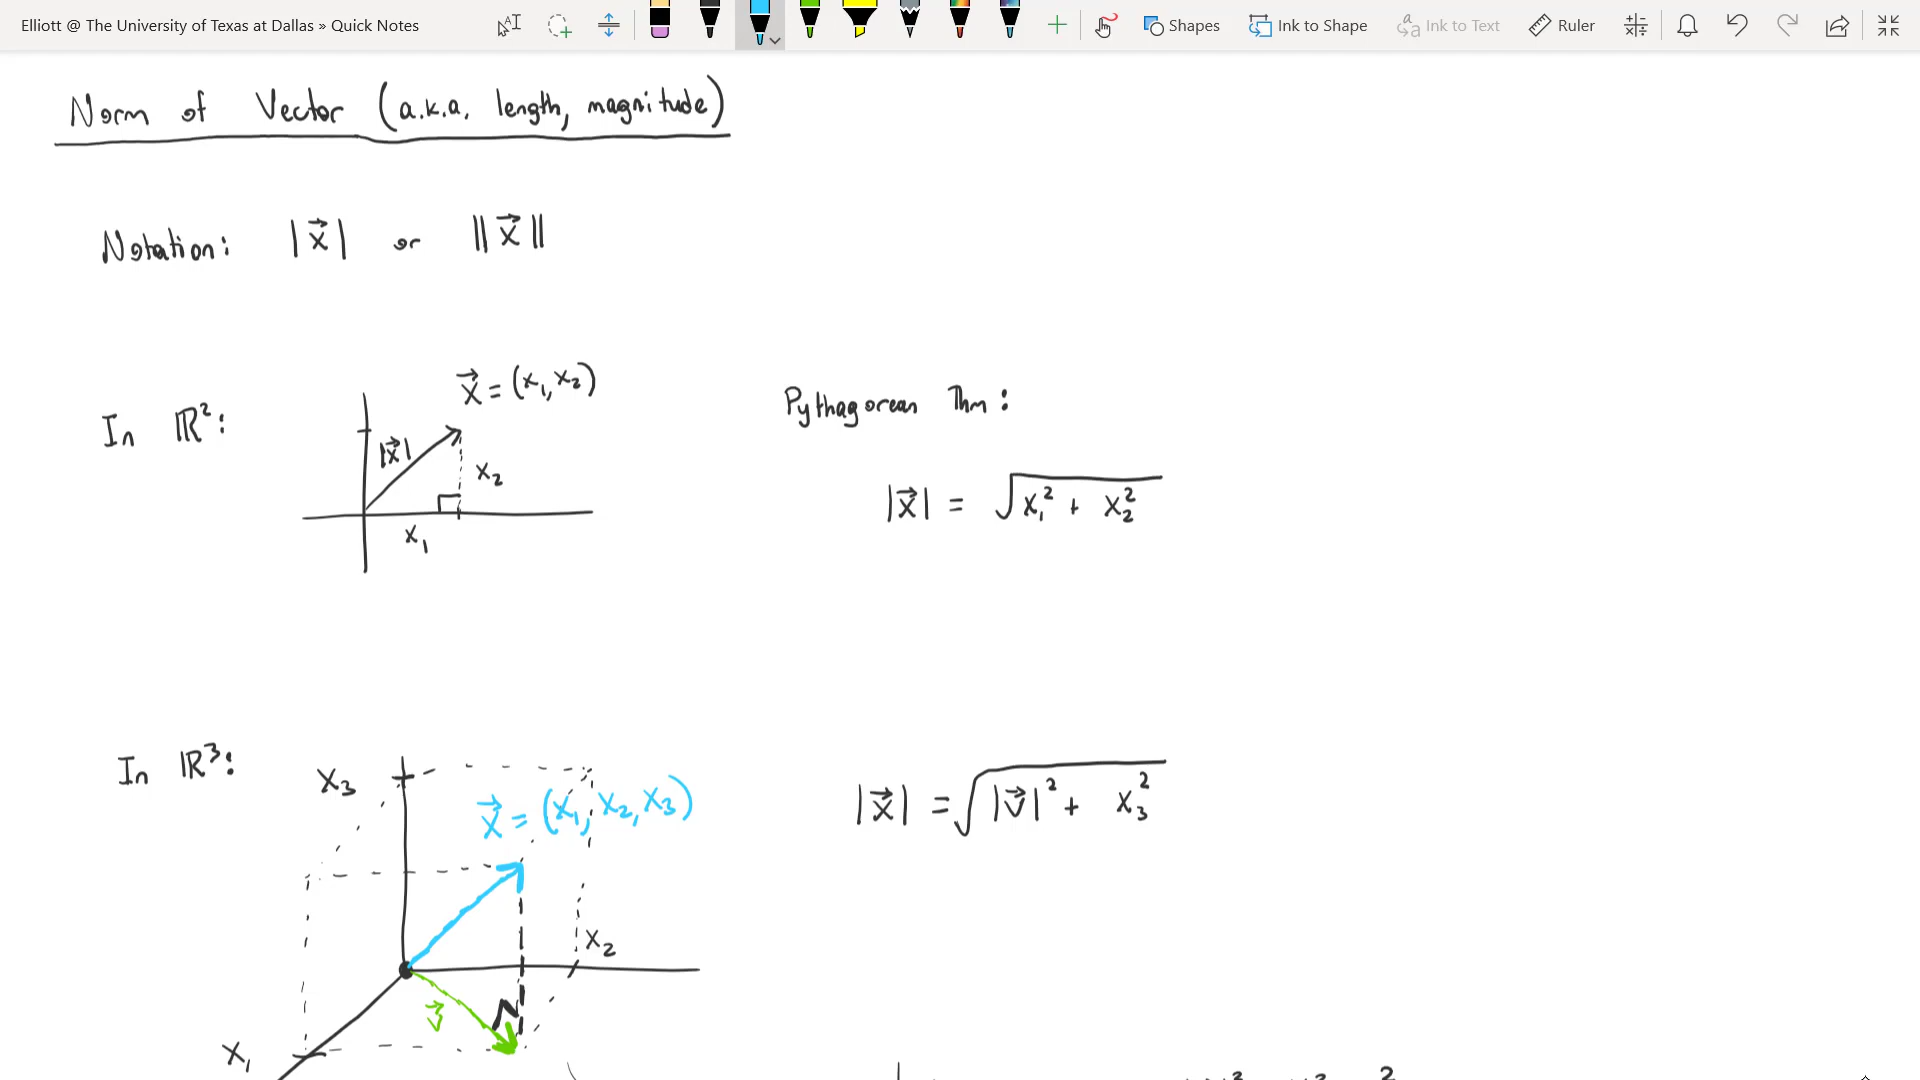 Elliott @ The University of Texas at Dallas » Quick Notes Shapes Ink to Shape Ink to Text Ruler
Norm of Vector (a.k.a. length, magnitude)
Notation: |x⃗| or ||x⃗||
x⃗ = (x₁, x₂)
In ℝ²:
Pythagorean Thm:
|x⃗|
x₂
|x⃗| = √(x₁² + x₂²)
x₁
In ℝ³:
x₃
x⃗ = (x₁, x₂, x₃)
|x⃗| = √(|v⃗|² + x₃²)
x₂
v⃗
x₁